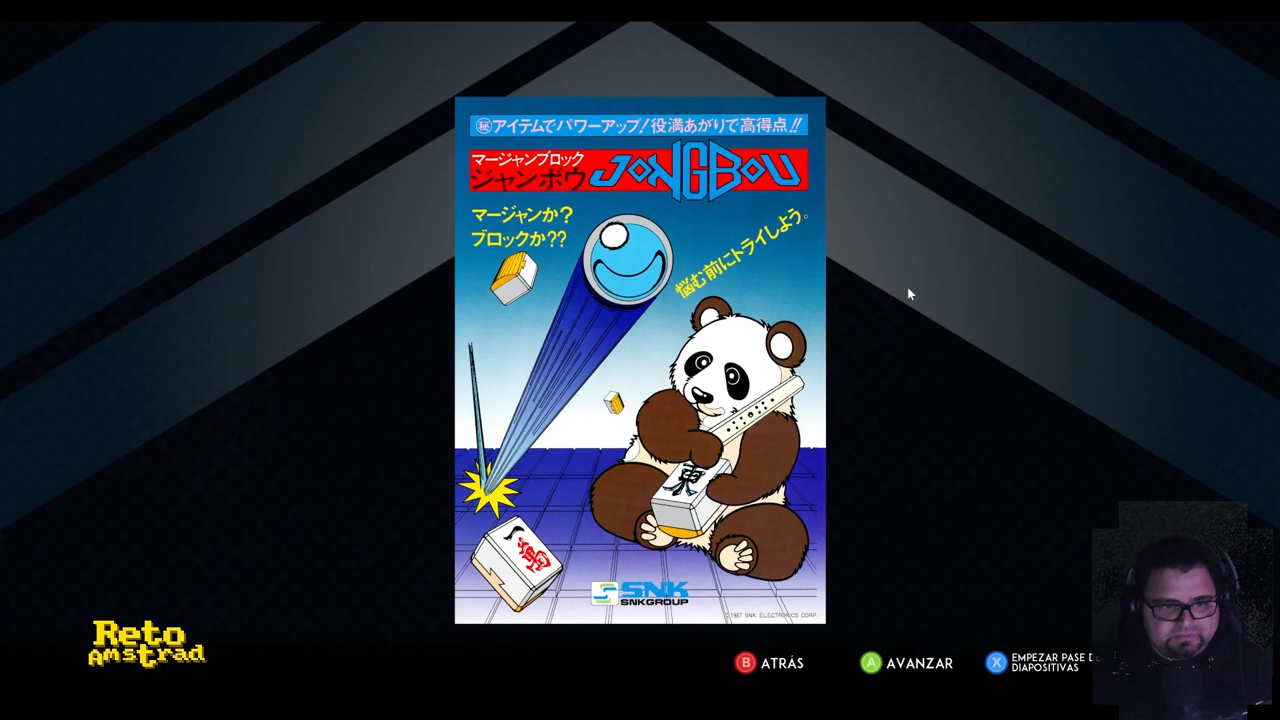 ㊙アイテムでパワーアップ!役満あがりで高得点!!
マージャンブロック
ジャンボウ JONGBOU
マージャンか?
ブロックか??
悩む前にトライしよう。
東
一萬
SNK
SNKGROUP
©1987 SNK ELECTRONICS CORP.
Reto
Amstrad
B ATRÁS
A AVANZAR
X EMPEZAR PASE DE
DIAPOSITIVAS